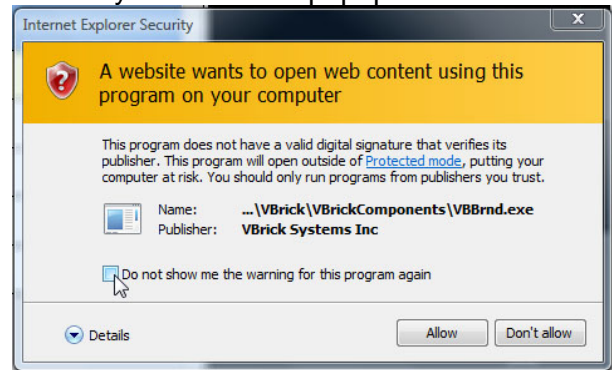 Internet Explorer Security
A website wants to open web content using this
program on your computer
This program does not have a valid digital signature that verifies its
publisher. This program will open outside of Protected mode, putting your
computer at risk. You should only run programs from publishers you trust.
Name: ...\VBrick\VBrickComponents\VBBrnd.exe
Publisher: VBrick Systems Inc
Do not show me the warning for this program again
Details Allow Don't allow